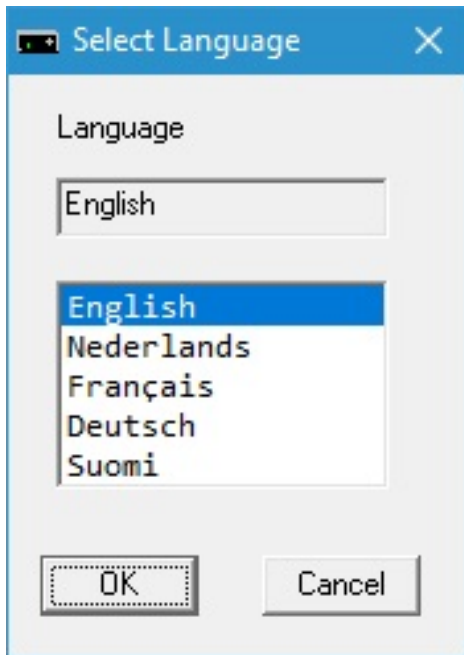 Select Language
Language
English
English
Nederlands
Français
Deutsch
Suomi
OK
Cancel